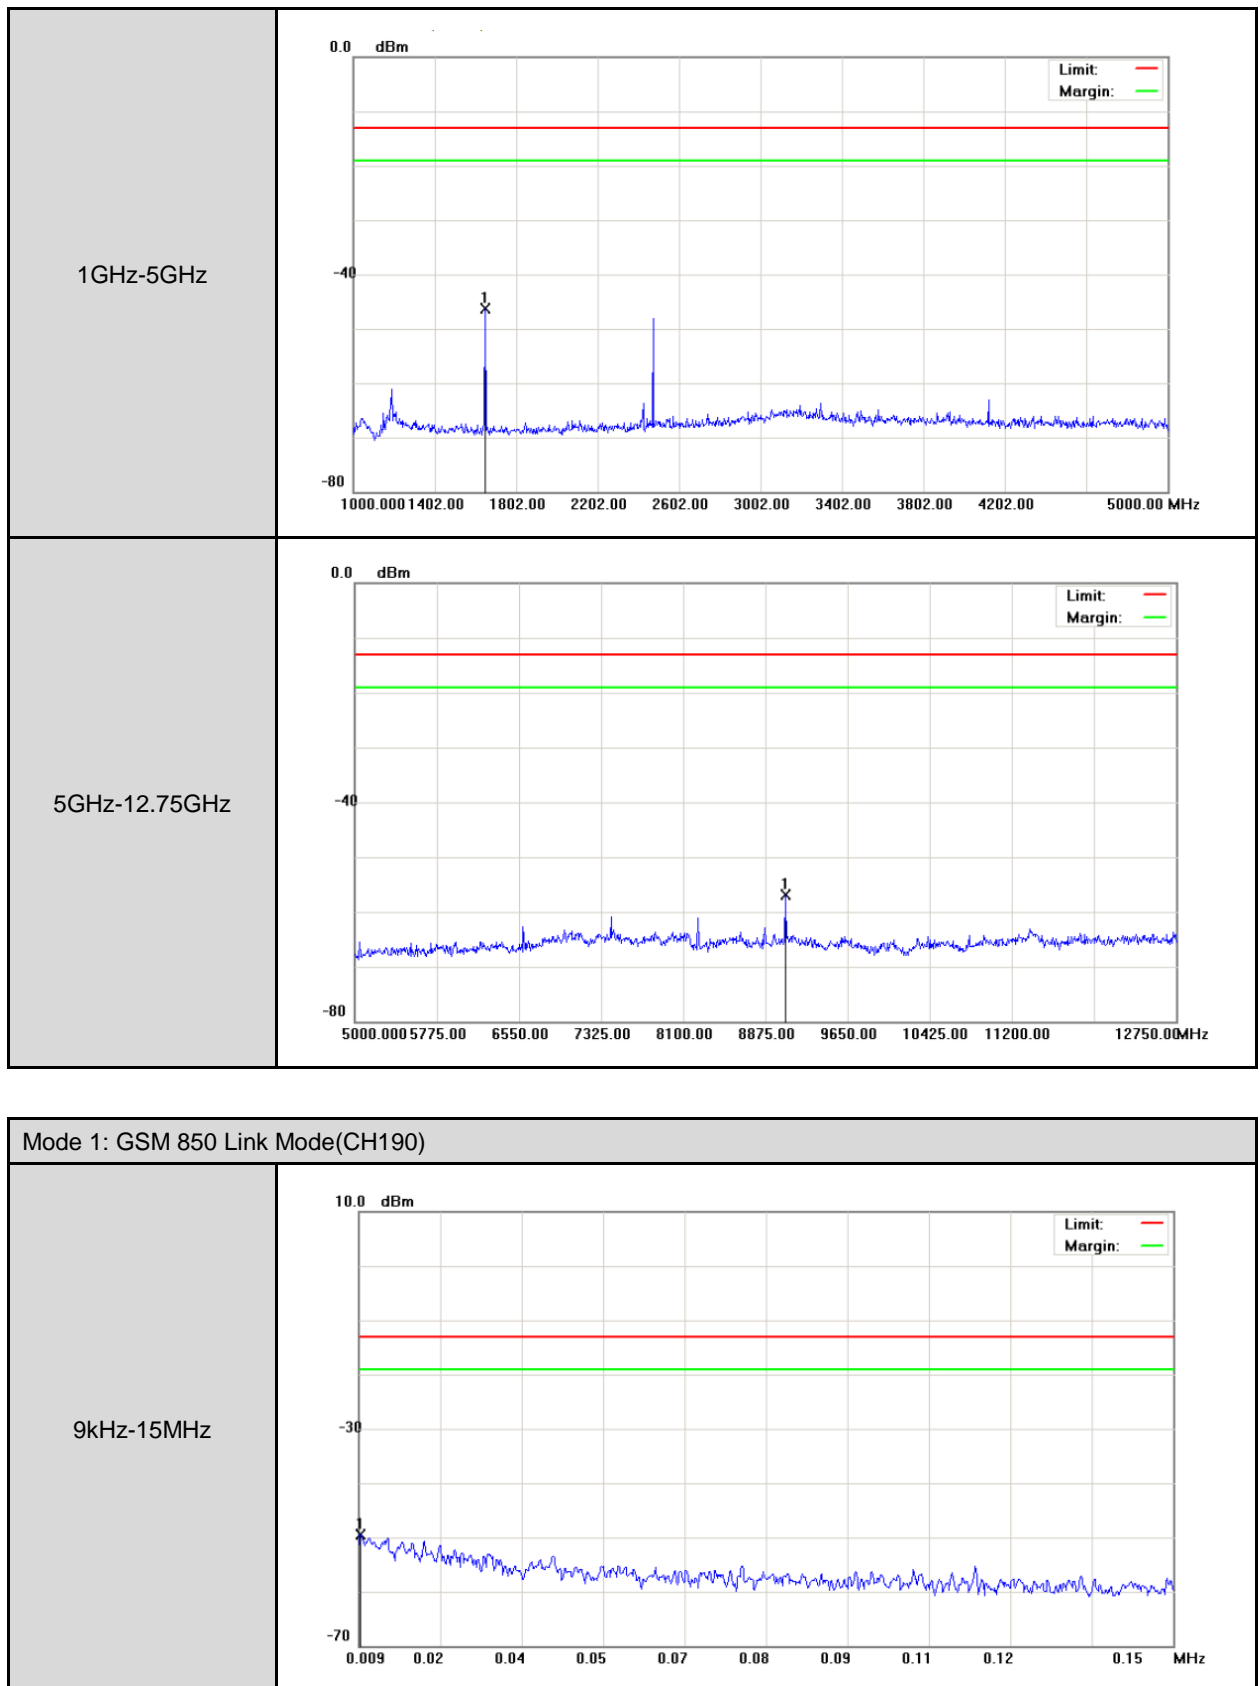 0.0 dBm
Limit:
Margin:
1GHz-5GHz
-40
1
-80
1000.000 1402.00 1802.00 2202.00 2602.00 3002.00 3402.00 3802.00 4202.00 5000.00 MHz
0.0 dBm
Limit:
Margin:
5GHz-12.75GHz
-40
1
-80
5000.000 5775.00 6550.00 7325.00 8100.00 8875.00 9650.00 10425.00 11200.00 12750.00 MHz
Mode 1: GSM 850 Link Mode(CH190)
10.0 dBm
Limit:
Margin:
9kHz-15MHz
-30
1
-70
0.009 0.02 0.04 0.05 0.07 0.08 0.09 0.11 0.12 0.15 MHz